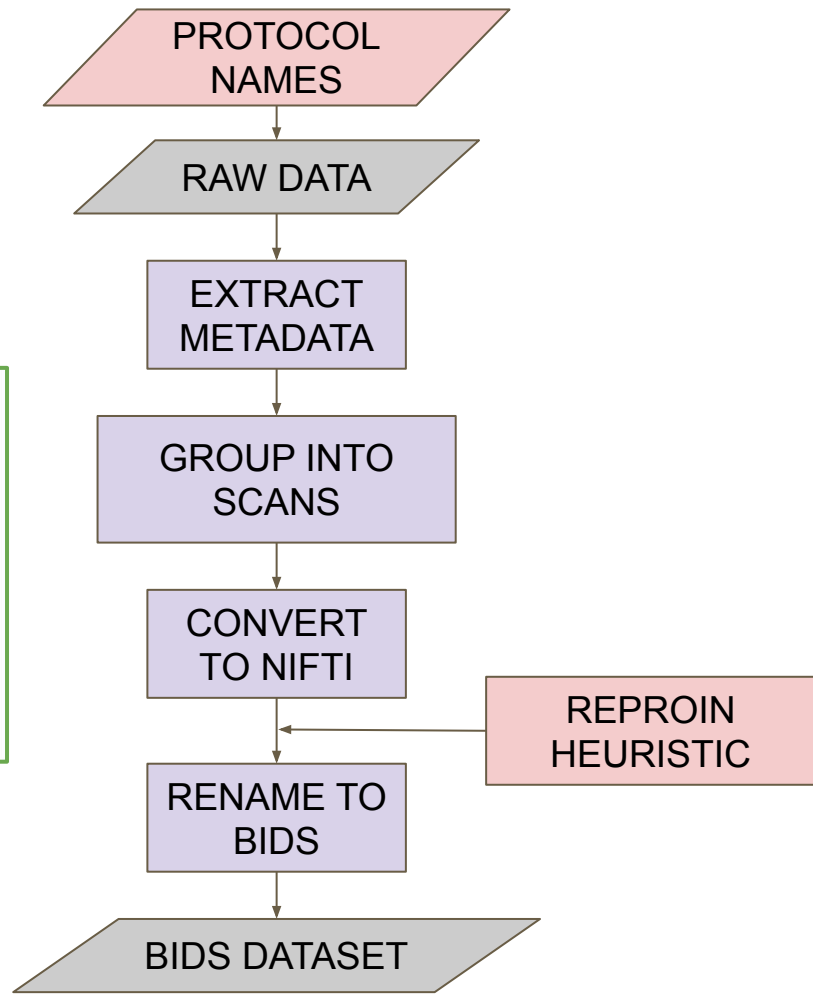 PROTOCOL
NAMES
RAW DATA
EXTRACT
METADATA
GROUP INTO
SCANS
CONVERT
TO NIFTI
REPROIN
HEURISTIC
RENAME TO
BIDS
BIDS DATASET